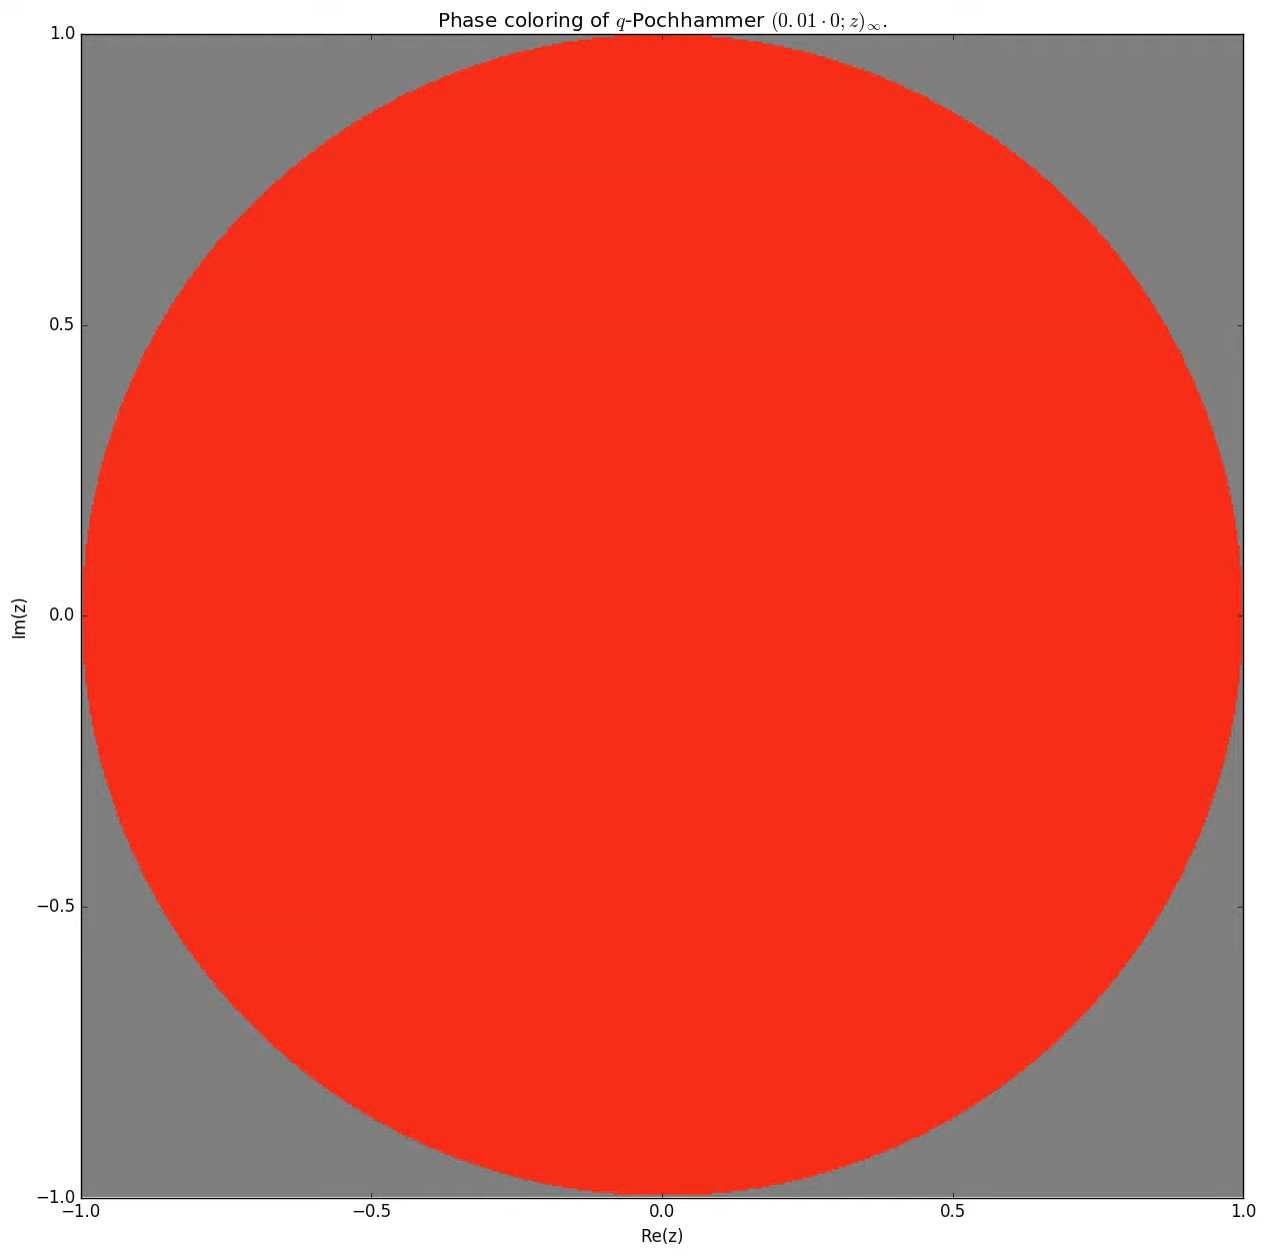 Phase coloring of q-Pochhammer (0.01 · 0; z)∞.
1.0
0.5
0.0
−0.5
−1.0
Im(z)
−1.0 −0.5 0.0 0.5 1.0
Re(z)